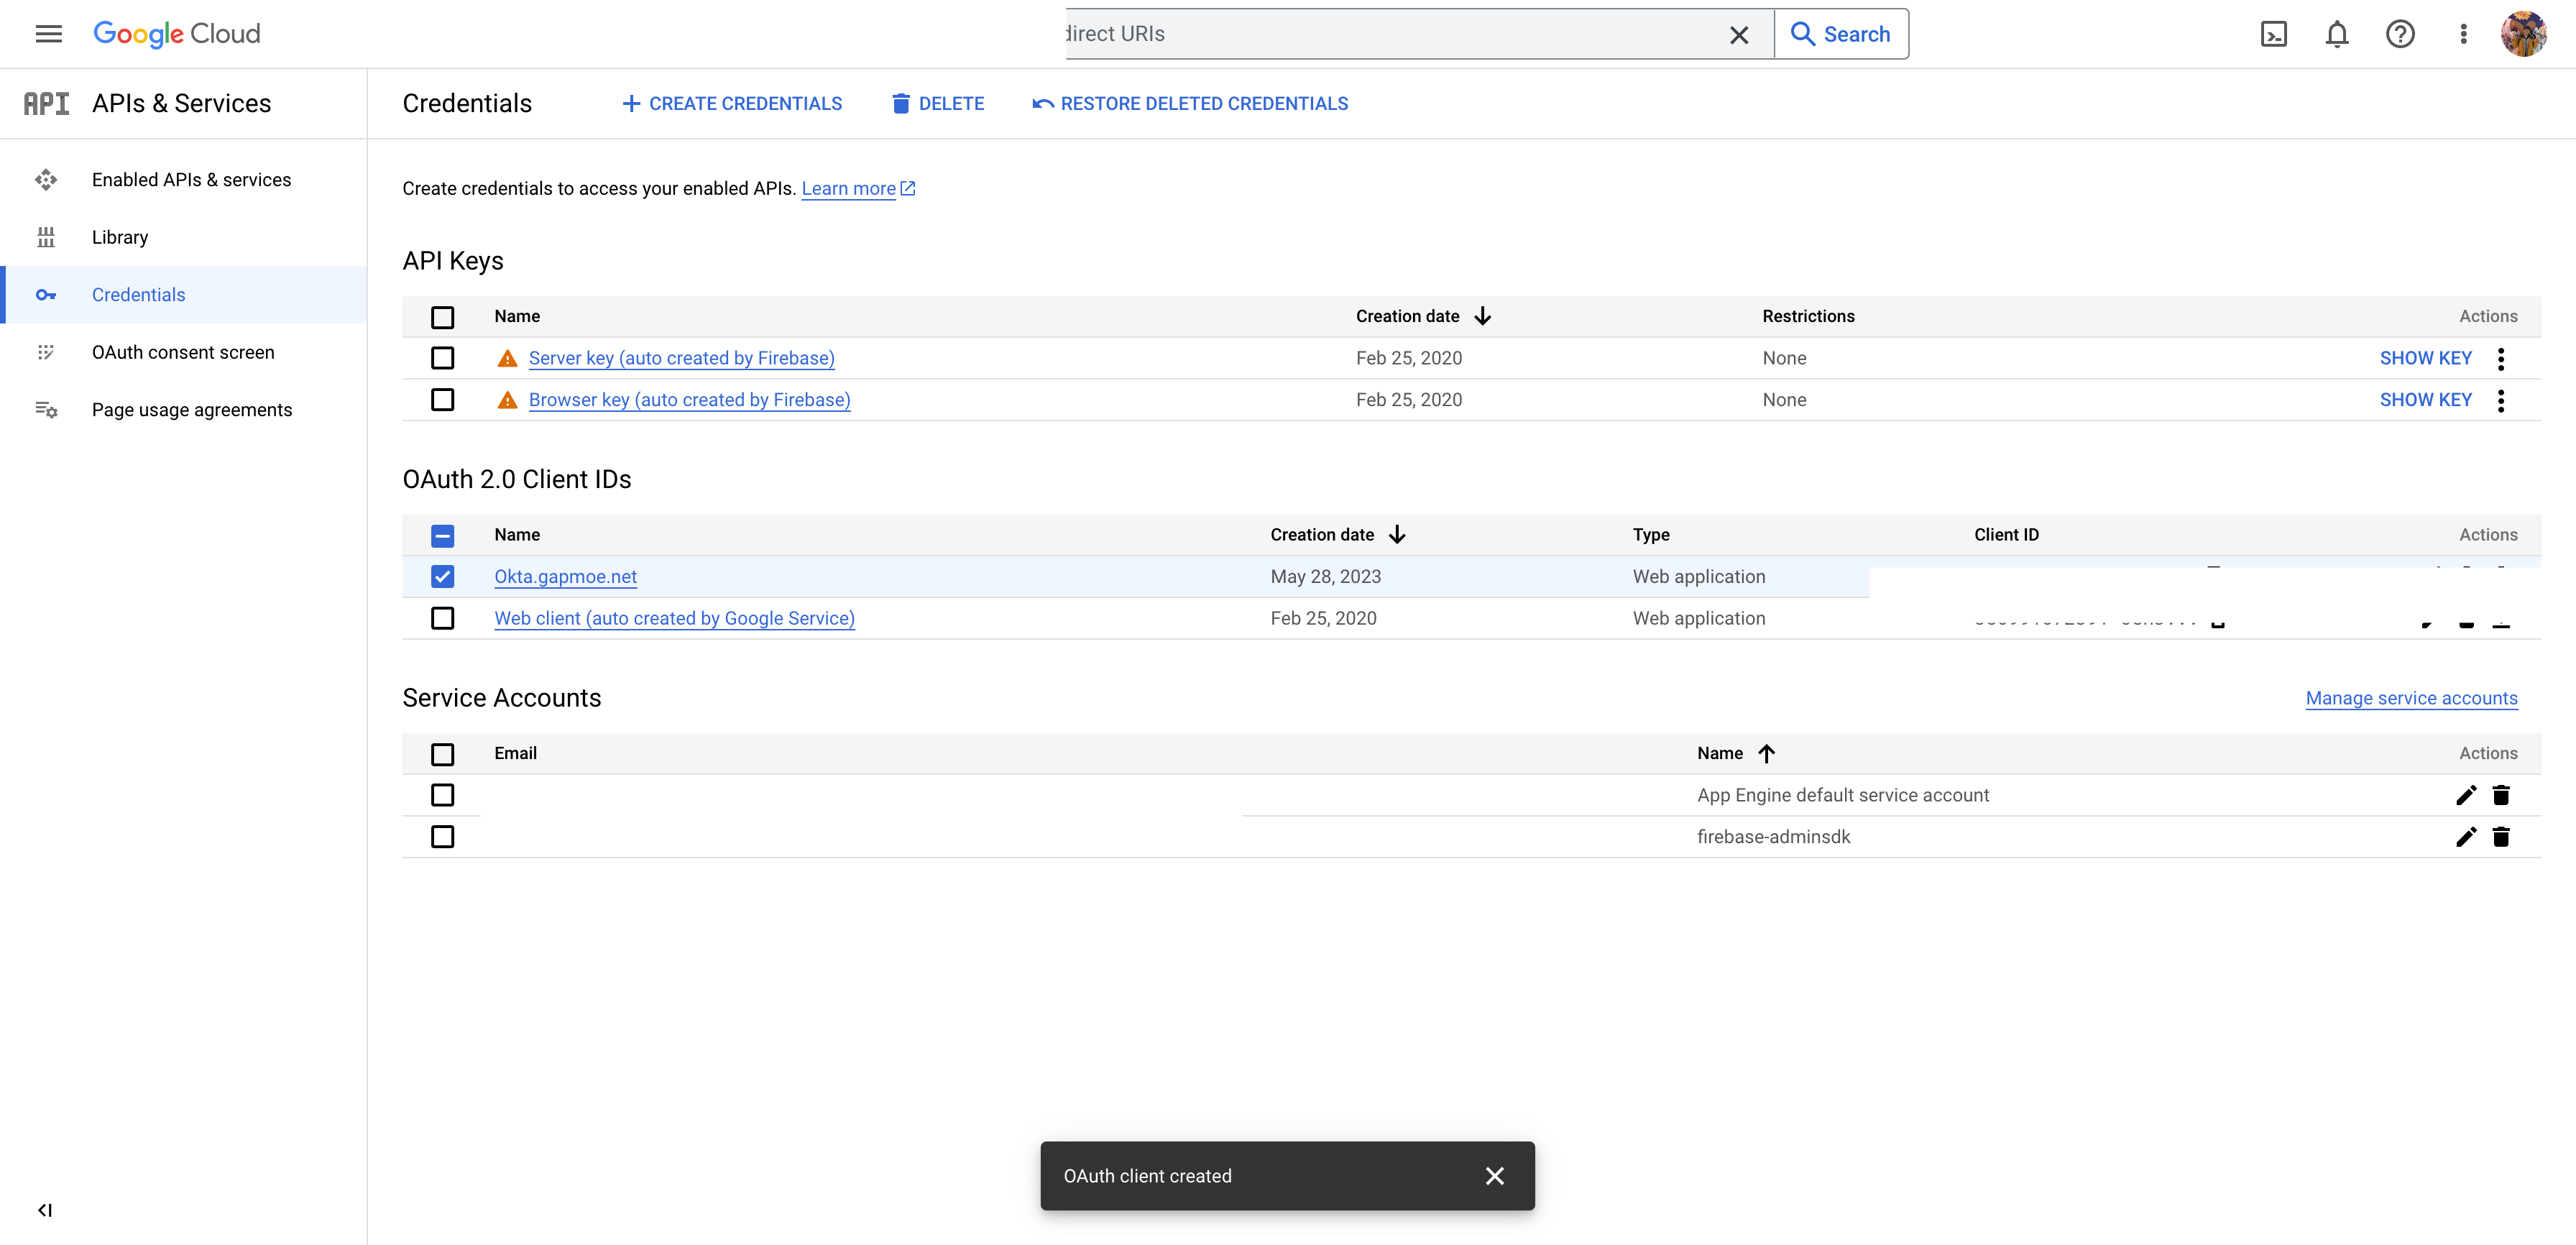 Google Cloud
direct URIs
Search
API APIs & Services
Credentials
CREATE CREDENTIALS
DELETE
RESTORE DELETED CREDENTIALS
Enabled APIs & services
Library
Credentials
OAuth consent screen
Page usage agreements
Create credentials to access your enabled APIs. Learn more
API Keys
Name Creation date Restrictions Actions
Server key (auto created by Firebase) Feb 25, 2020 None SHOW KEY
Browser key (auto created by Firebase) Feb 25, 2020 None SHOW KEY
OAuth 2.0 Client IDs
Name Creation date Type Client ID Actions
Okta.gapmoe.net May 28, 2023 Web application
Web client (auto created by Google Service) Feb 25, 2020 Web application
Service Accounts
Manage service accounts
Email Name Actions
App Engine default service account
firebase-adminsdk
OAuth client created